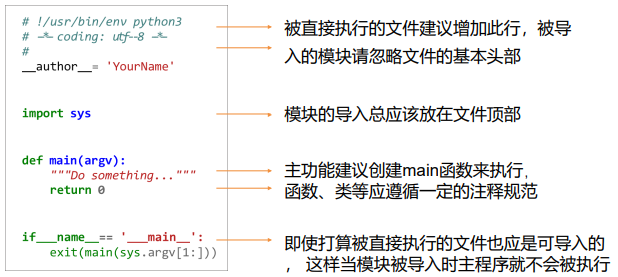 # !/usr/bin/env python3
# -*- coding: utf-8 -*-
#
__author__= 'YourName'
import sys
def main(argv):
"""Do something..."""
return 0
if___name__== '___main__':
exit(main(sys.argv[1:]))
被直接执行的文件建议增加此行，被导
入的模块请忽略文件的基本头部
模块的导入总应该放在文件顶部
主功能建议创建main函数来执行，
函数、类等应遵循一定的注释规范
即使打算被直接执行的文件也应是可导入的
，这样当模块被导入时主程序就不会被执行